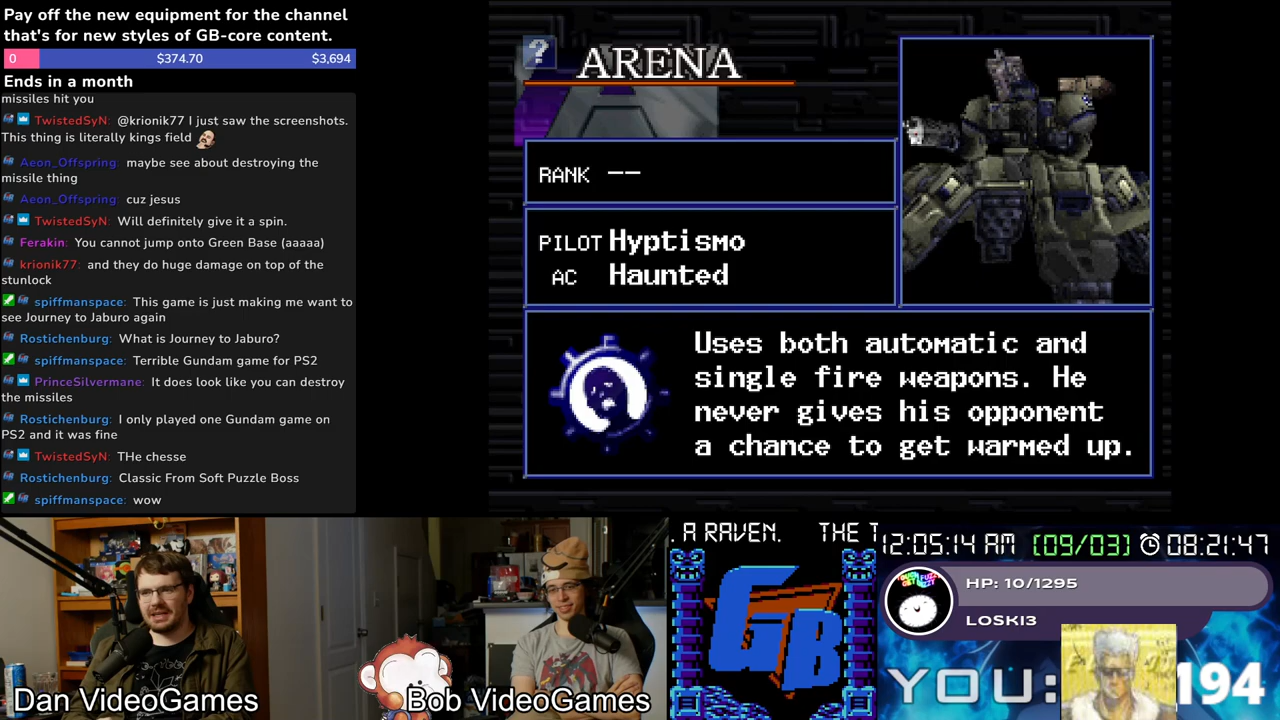 Pay off the new equipment for the channel
that's for new styles of GB-core content.
0 $374.70 $3,694
Ends in a month
missiles hit you
TwistedSyN: @krionik77 I just saw the screenshots.
This thing is literally kings field
Aeon_Offspring: maybe see about destroying the
missile thing
Aeon_Offspring: cuz jesus
TwistedSyN: Will definitely give it a spin.
Ferakin: You cannot jump onto Green Base (aaaaa)
krionik77: and they do huge damage on top of the
stunlock
spiffmanspace: This game is just making me want to
see Journey to Jaburo again
Rostichenburg: What is Journey to Jaburo?
spiffmanspace: Terrible Gundam game for PS2
PrinceSilvermane: It does look like you can destroy
the missiles
Rostichenburg: I only played one Gundam game on
PS2 and it was fine
TwistedSyN: THe chesse
Rostichenburg: Classic From Soft Puzzle Boss
spiffmanspace: wow
?
ARENA
RANK --
PILOT Hyptismo
AC Haunted
Uses both automatic and
single fire weapons. He
never gives his opponent
a chance to get warmed up.
. A RAVEN. THE T
12:05:14 AM [09/03] 08:21:47
GB
HP: 10/1295
LOSKI3
YOU: 194
Dan VideoGames
Bob VideoGames